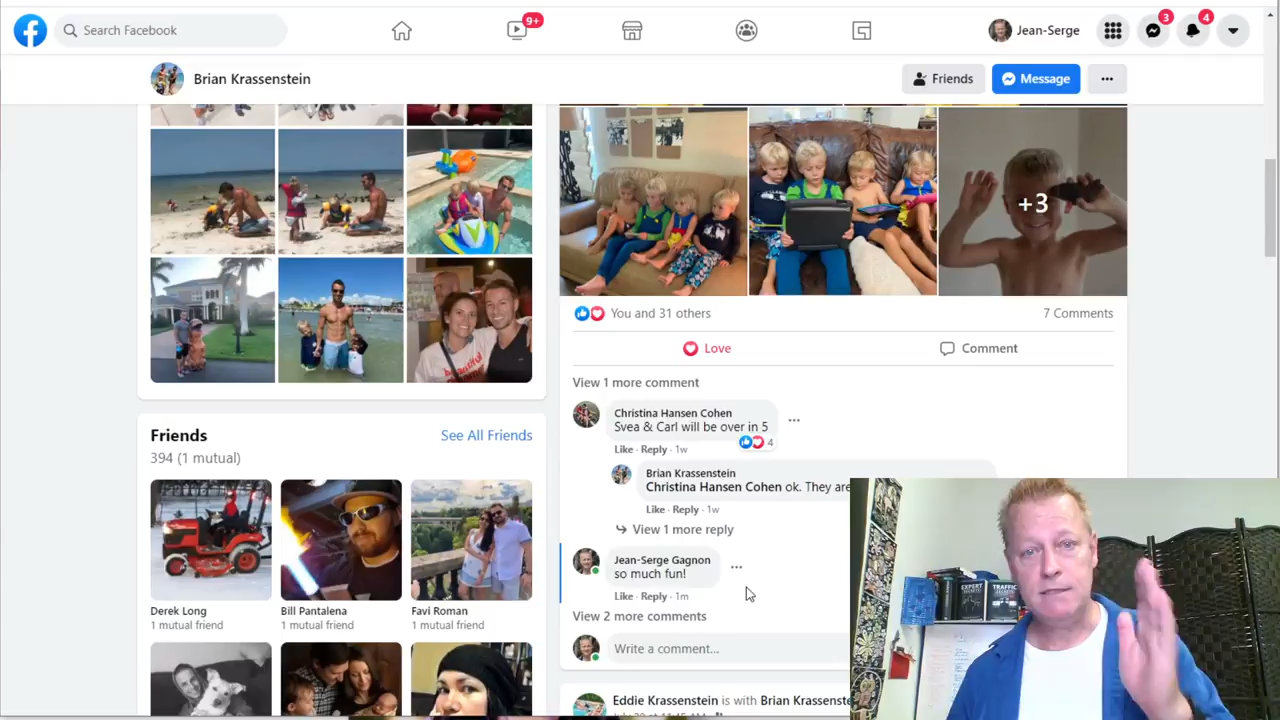 Search Facebook
9+
Jean-Serge
3
4
Brian Krassenstein
Friends
Message
+3
You and 31 others
7 Comments
Love
Comment
View 1 more comment
Christina Hansen Cohen
Svea & Carl will be over in 5
4
Like · Reply · 1w
Brian Krassenstein
Christina Hansen Cohen ok. They are
Like · Reply · 1w
View 1 more reply
Jean-Serge Gagnon
so much fun!
Like · Reply · 1m
View 2 more comments
Write a comment...
Eddie Krassenstein is with Brian Krassenste
Friends
See All Friends
394 (1 mutual)
Derek Long
1 mutual friend
Bill Pantalena
1 mutual friend
Favi Roman
1 mutual friend
EXPERT
SECRETS
TRAFFIC